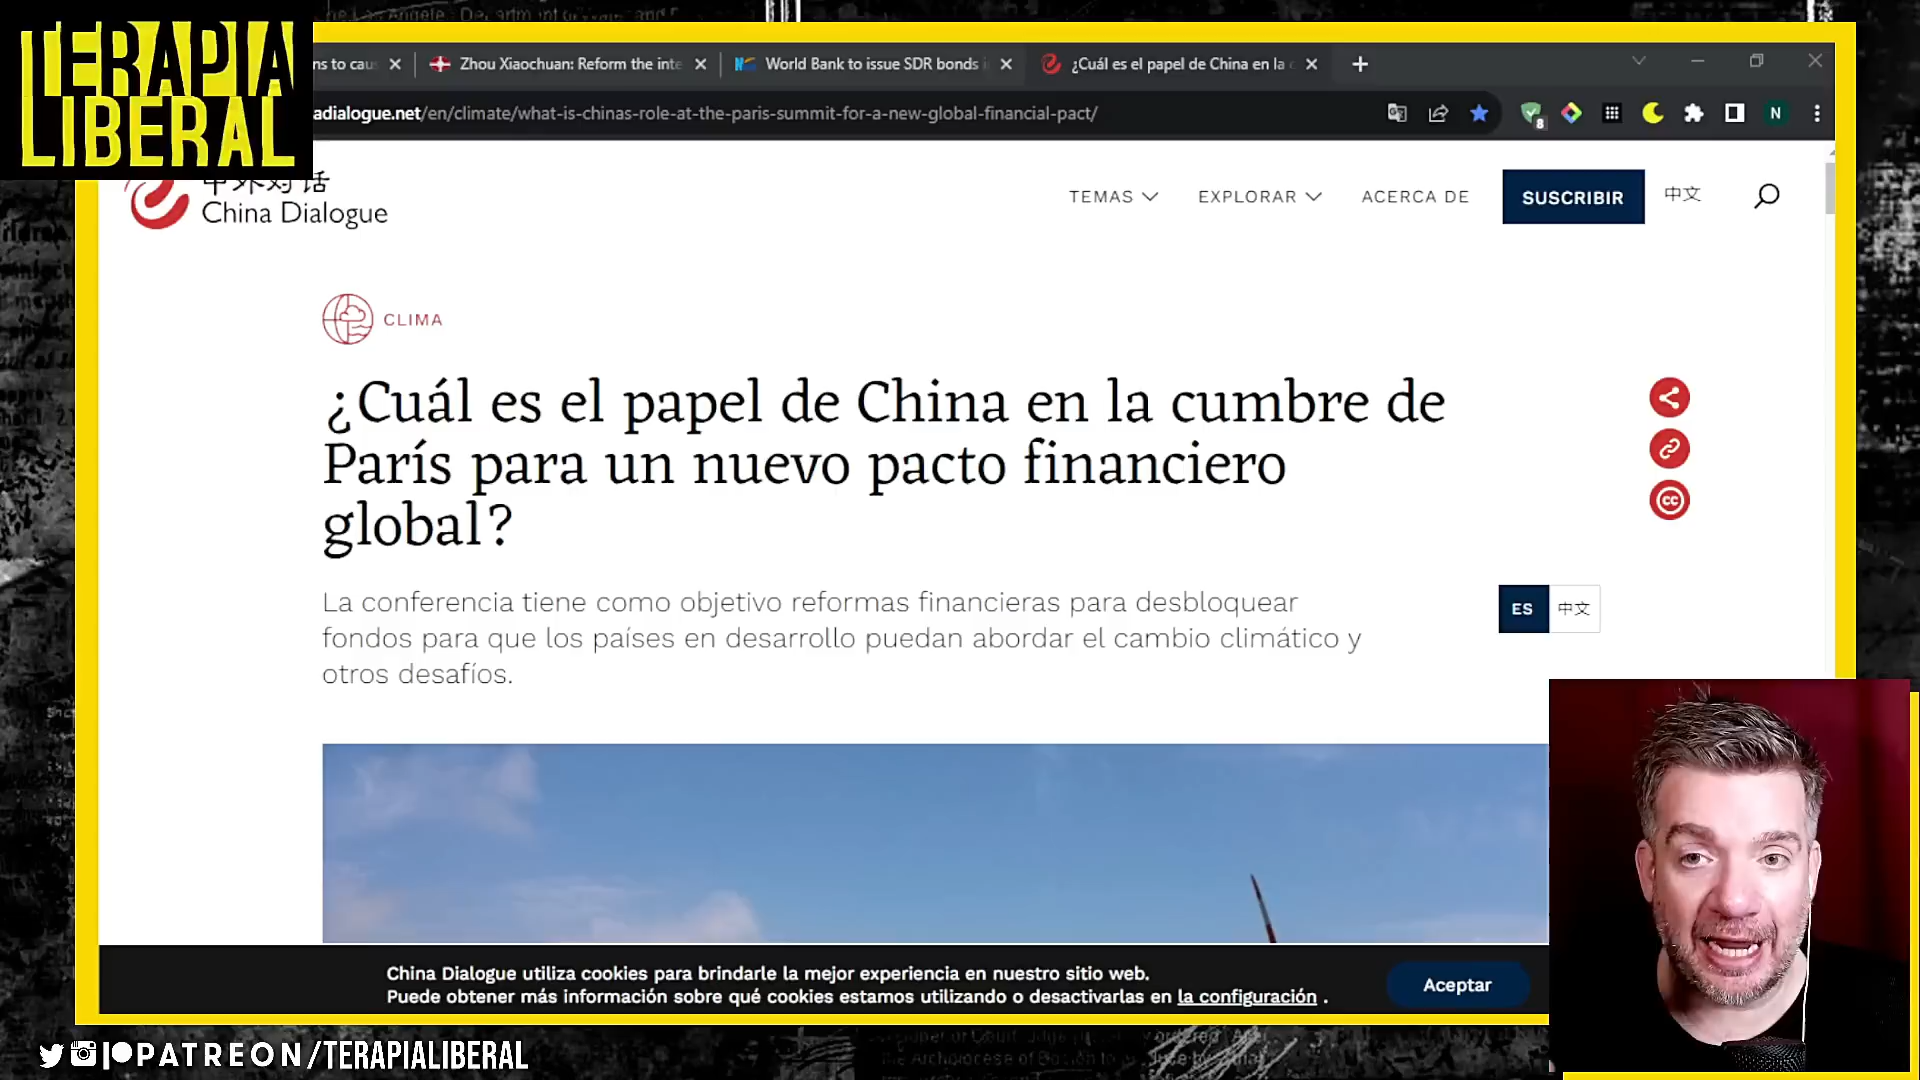 TERAPIA
LIBERAL
ns to cau
Zhou Xiaochuan: Reform the inte
World Bank to issue SDR bonds i
¿Cuál es el papel de China en la c
adialogue.net/en/climate/what-is-chinas-role-at-the-paris-summit-for-a-new-global-financial-pact/
8
N
中外对话
China Dialogue
TEMAS
EXPLORAR
ACERCA DE
SUSCRIBIR
中文
CLIMA
¿Cuál es el papel de China en la cumbre de
París para un nuevo pacto financiero
global?
cc
La conferencia tiene como objetivo reformas financieras para desbloquear
fondos para que los países en desarrollo puedan abordar el cambio climático y
otros desafíos.
ES
中文
China Dialogue utiliza cookies para brindarle la mejor experiencia en nuestro sitio web.
Puede obtener más información sobre qué cookies estamos utilizando o desactivarlas en la configuración .
Aceptar
PATREON/TERAPIALIBERAL